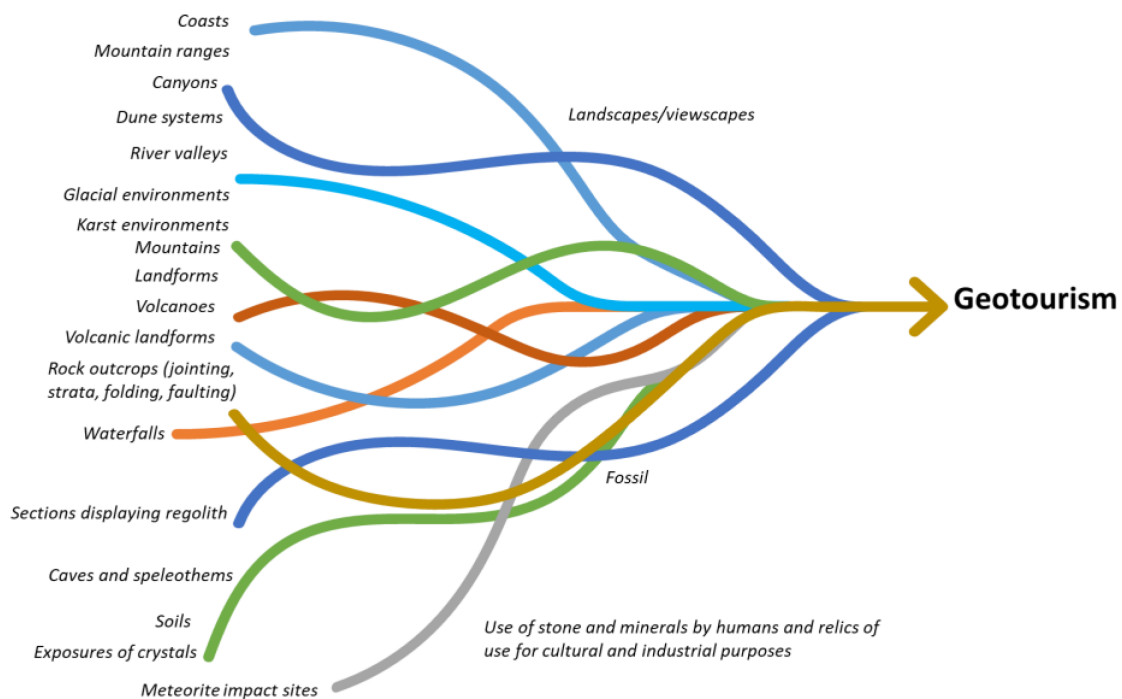 Coasts
Mountain ranges
Canyons
Landscapes/viewscapes
Dune systems
River valleys
Glacial environments
Karst environments
Mountains
Landforms
Geotourism
Volcanoes
Volcanic landforms
Rock outcrops (jointing,
strata, folding, faulting)
Waterfalls
Fossil
Sections displaying regolith
Caves and speleothems
Soils
Use of stone and minerals by humans and relics of
use for cultural and industrial purposes
Exposures of crystals
Meteorite impact sites